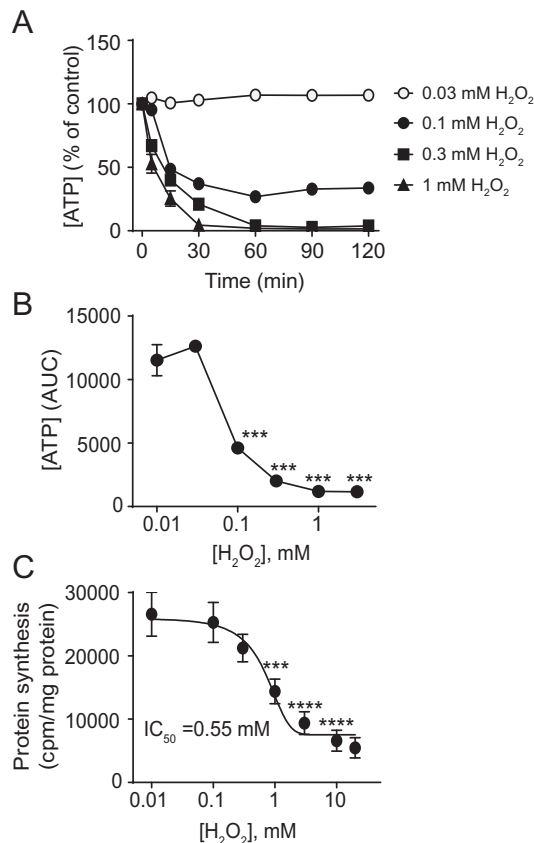 A
[ATP] (% of control)
150
100
50
0
0 30 60 90 120
Time (min)
0.03 mM H₂O₂
0.1 mM H₂O₂
0.3 mM H₂O₂
1 mM H₂O₂
B
[ATP] (AUC)
15000
10000
5000
0
***
***
***
***
0.01 0.1 1
[H₂O₂], mM
C
Protein synthesis
(cpm/mg protein)
30000
20000
10000
0
***
****
****
IC₅₀ =0.55 mM
0.01 0.1 1 10
[H₂O₂], mM